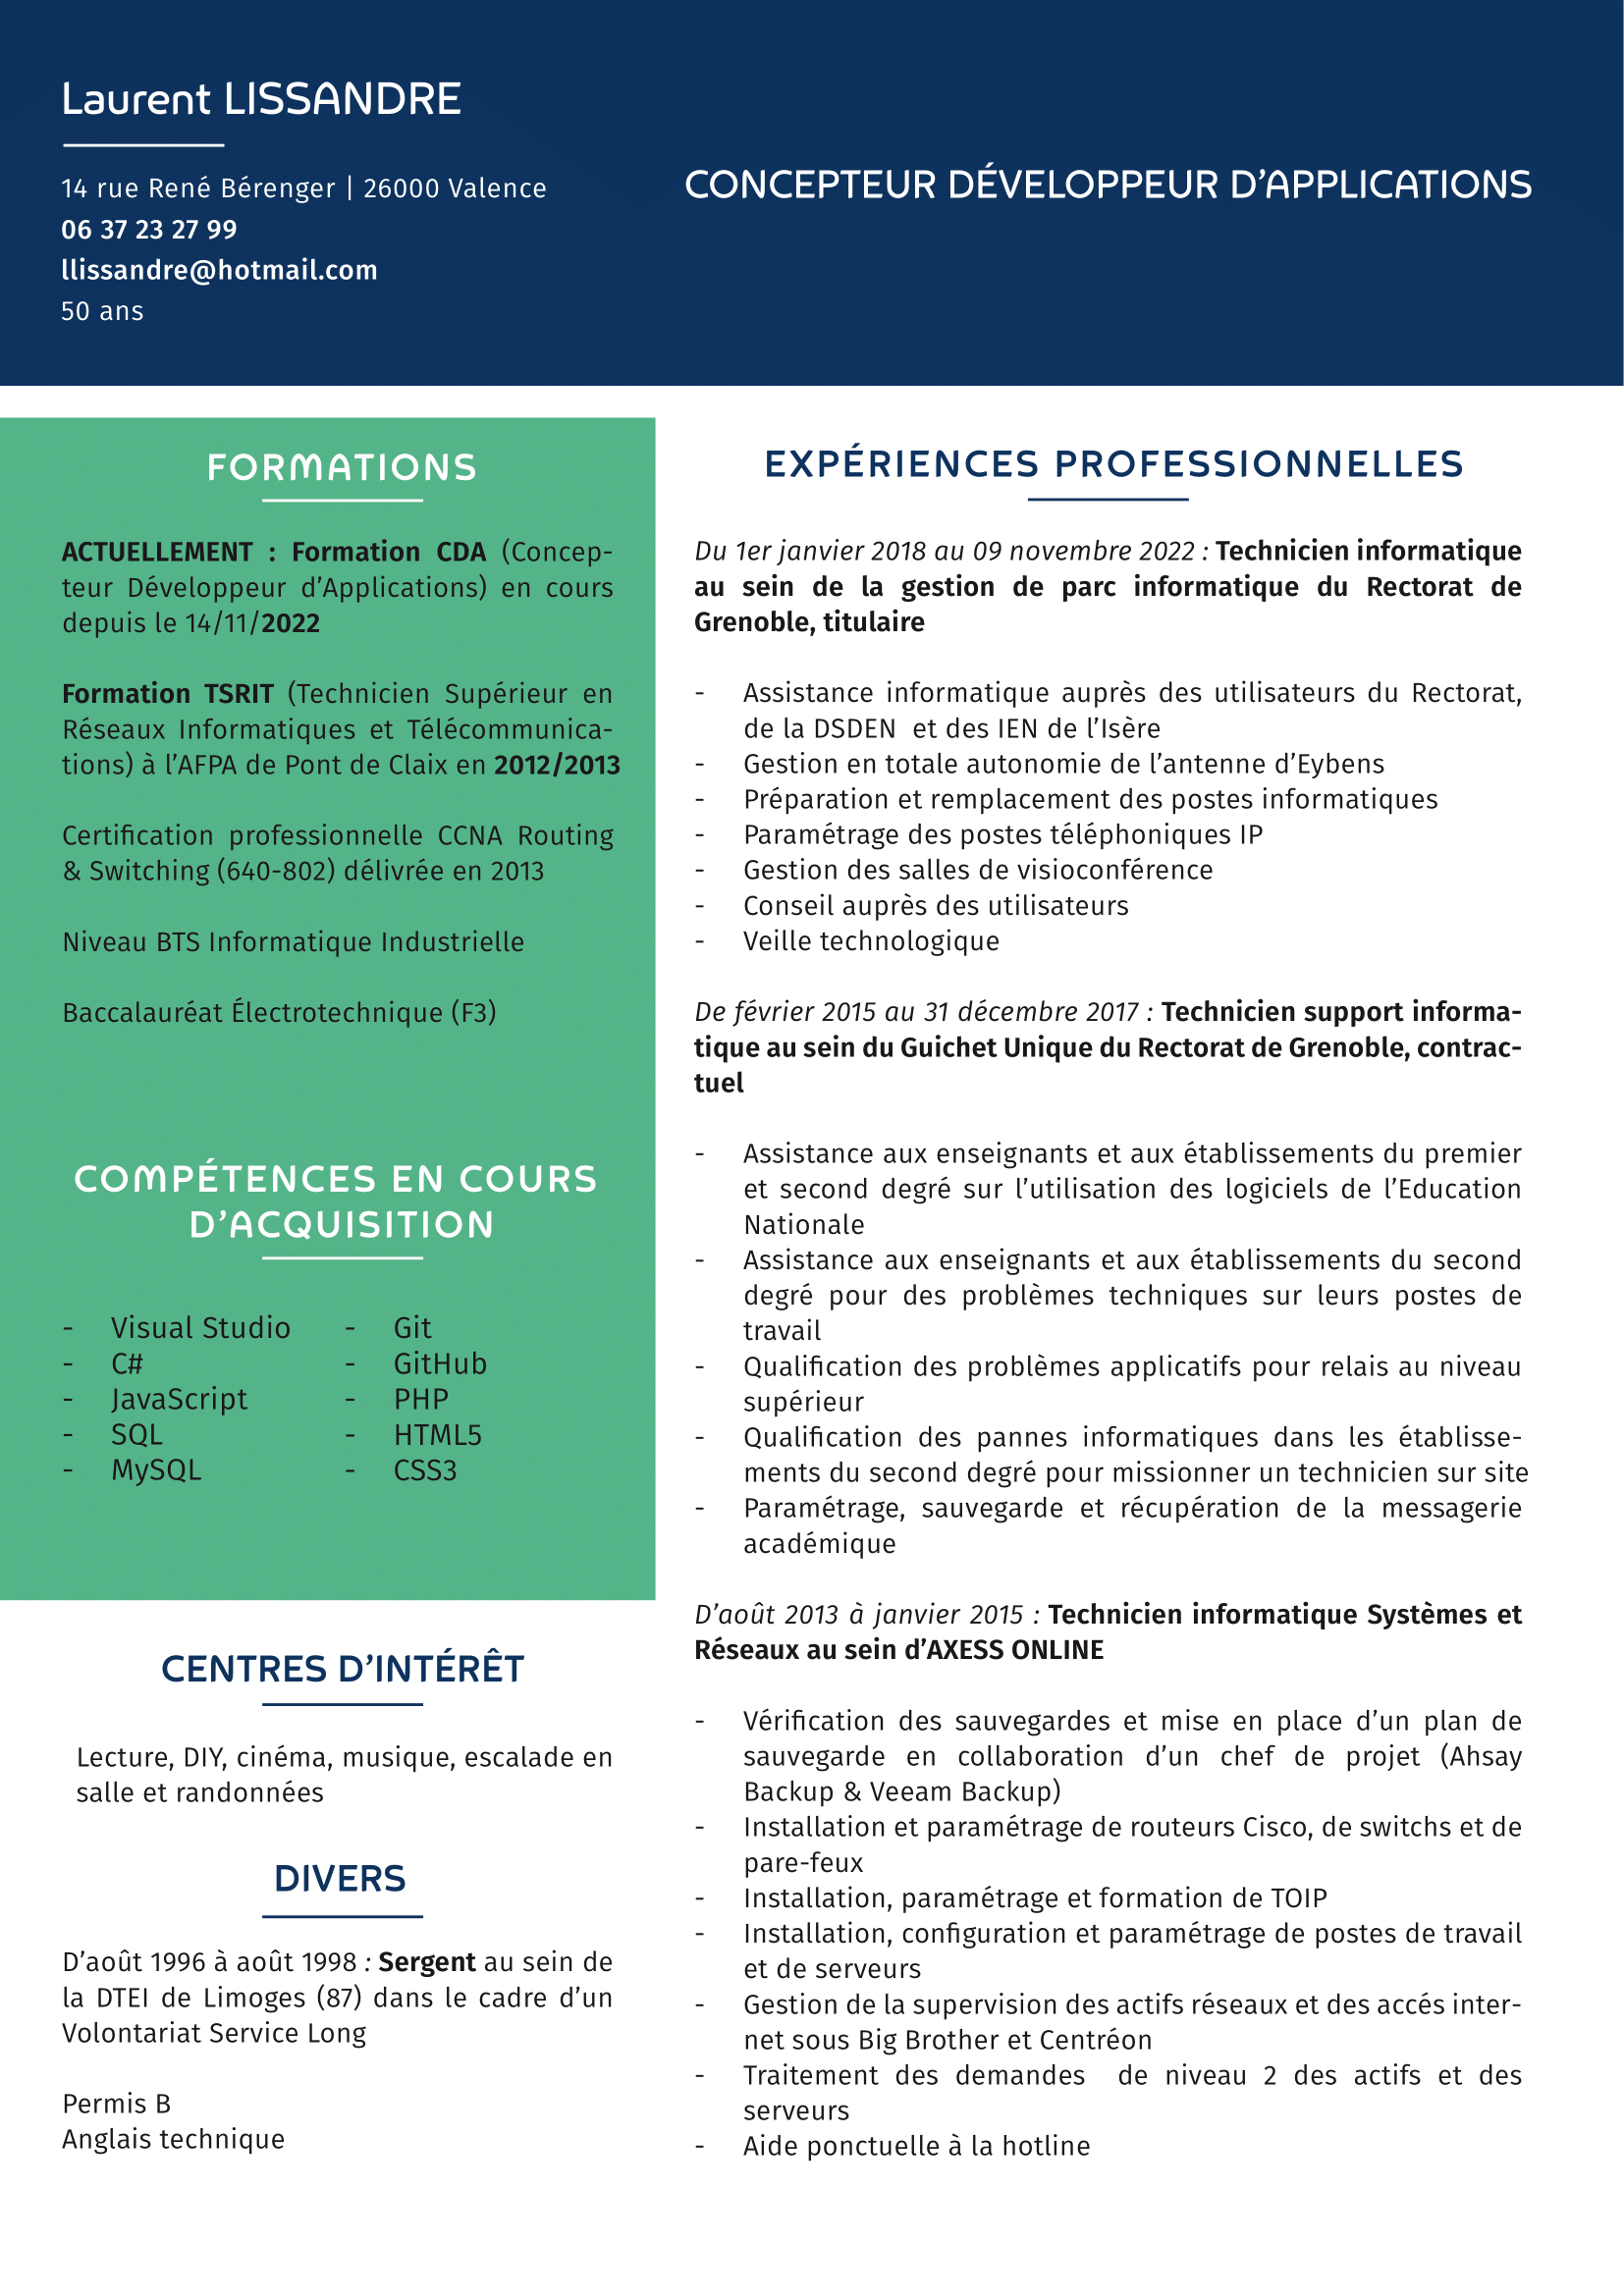 Laurent LISSANDRE
14 rue René Bérenger | 26000 Valence
06 37 23 27 99
llissandre@hotmail.com
50 ans
CONCEPTEUR DÉVELOPPEUR D’APPLICATIONS
FORMATIONS
ACTUELLEMENT : Formation CDA (Concep-
teur Développeur d’Applications) en cours
depuis le 14/11/2022
Formation TSRIT (Technicien Supérieur en
Réseaux Informatiques et Télécommunica-
tions) à l’AFPA de Pont de Claix en 2012/2013
Certification professionnelle CCNA Routing
& Switching (640-802) délivrée en 2013
Niveau BTS Informatique Industrielle
Baccalauréat Électrotechnique (F3)
COMPÉTENCES EN COURS
D’ACQUISITION
- Visual Studio
- C#
- JavaScript
- SQL
- MySQL
- Git
- GitHub
- PHP
- HTML5
- CSS3
CENTRES D’INTÉRÊT
Lecture, DIY, cinéma, musique, escalade en
salle et randonnées
DIVERS
D’août 1996 à août 1998 : Sergent au sein de
la DTEI de Limoges (87) dans le cadre d’un
Volontariat Service Long
Permis B
Anglais technique
EXPÉRIENCES PROFESSIONNELLES
Du 1er janvier 2018 au 09 novembre 2022 : Technicien informatique
au sein de la gestion de parc informatique du Rectorat de
Grenoble, titulaire
- Assistance informatique auprès des utilisateurs du Rectorat,
de la DSDEN et des IEN de l’Isère
- Gestion en totale autonomie de l’antenne d’Eybens
- Préparation et remplacement des postes informatiques
- Paramétrage des postes téléphoniques IP
- Gestion des salles de visioconférence
- Conseil auprès des utilisateurs
- Veille technologique
De février 2015 au 31 décembre 2017 : Technicien support informa-
tique au sein du Guichet Unique du Rectorat de Grenoble, contrac-
tuel
- Assistance aux enseignants et aux établissements du premier
et second degré sur l’utilisation des logiciels de l’Education
Nationale
- Assistance aux enseignants et aux établissements du second
degré pour des problèmes techniques sur leurs postes de
travail
- Qualification des problèmes applicatifs pour relais au niveau
supérieur
- Qualification des pannes informatiques dans les établisse-
ments du second degré pour missionner un technicien sur site
- Paramétrage, sauvegarde et récupération de la messagerie
académique
D’août 2013 à janvier 2015 : Technicien informatique Systèmes et
Réseaux au sein d’AXESS ONLINE
- Vérification des sauvegardes et mise en place d’un plan de
sauvegarde en collaboration d’un chef de projet (Ahsay
Backup & Veeam Backup)
- Installation et paramétrage de routeurs Cisco, de switchs et de
pare-feux
- Installation, paramétrage et formation de TOIP
- Installation, configuration et paramétrage de postes de travail
et de serveurs
- Gestion de la supervision des actifs réseaux et des accés inter-
net sous Big Brother et Centréon
- Traitement des demandes de niveau 2 des actifs et des
serveurs
- Aide ponctuelle à la hotline